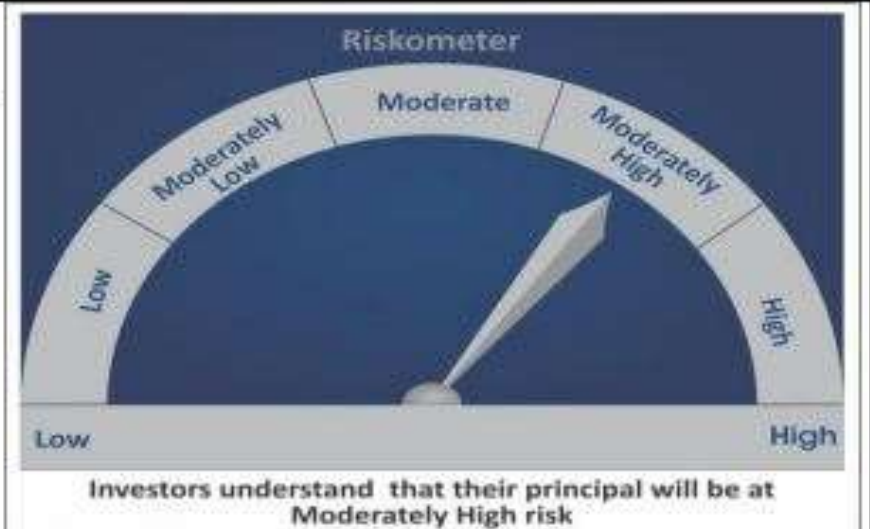 Riskometer
Moderate
Moderately
Low
Moderately
High
Low
High
Low
High
Investors understand that their principal will be at
Moderately High risk